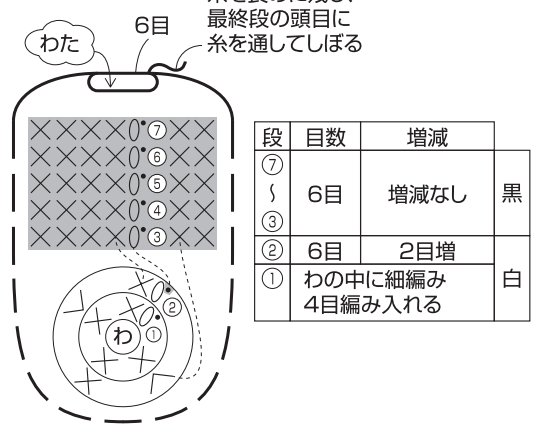 最終段の頭目に
糸を通してしぼる
6目
わた
⑦
⑥
⑤
④
③
②
①
わ
段 目数 増減
⑦
〜
③
6目 増減なし 黒
② 6目 2目増
① わの中に細編み
4目編み入れる
白